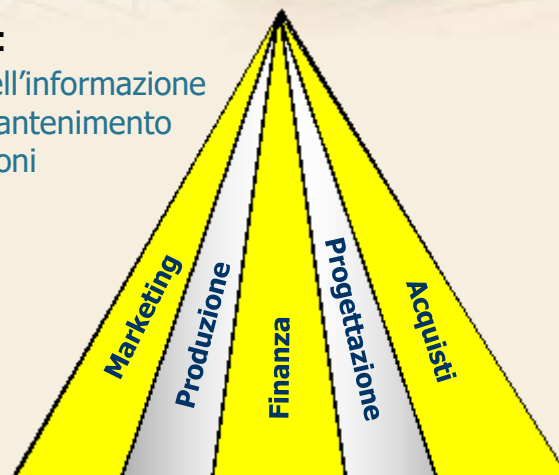 :
ell’informazione
antenimento
oni
Marketing
Produzione
Finanza
Progettazione
Acquisti